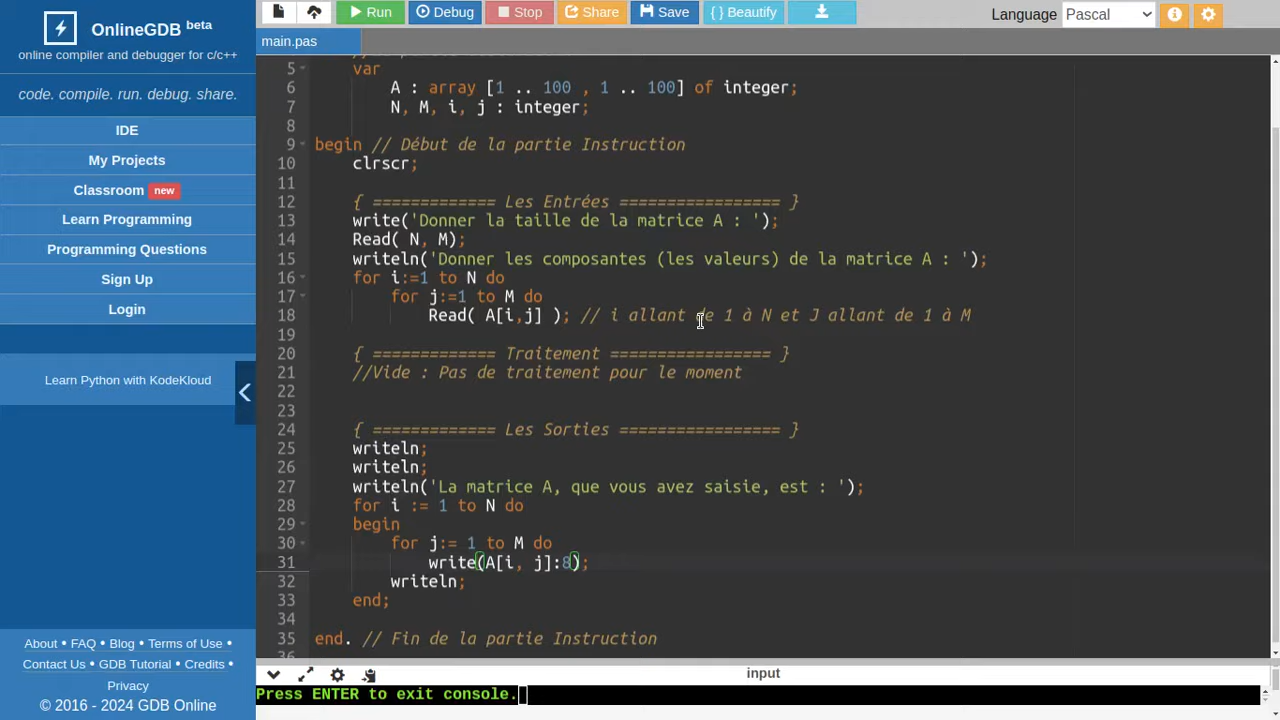 OnlineGDB beta
online compiler and debugger for c/c++
code. compile. run. debug. share.
IDE
My Projects
Classroom new
Learn Programming
Programming Questions
Sign Up
Login
Learn Python with KodeKloud
About • FAQ • Blog • Terms of Use •
Contact Us • GDB Tutorial • Credits •
Privacy
© 2016 - 2024 GDB Online
Run Debug Stop Share Save { } Beautify Language Pascal
main.pas
5 var
6 A : array [1 .. 100 , 1 .. 100] of integer;
7 N, M, i, j : integer;
8
9 begin // Début de la partie Instruction
10 clrscr;
11
12 { ============= Les Entrées ================= }
13 write('Donner la taille de la matrice A : ');
14 Read( N, M);
15 writeln('Donner les composantes (les valeurs) de la matrice A : ');
16 for i:=1 to N do
17 for j:=1 to M do
18 Read( A[i,j] ); // i allant de 1 à N et J allant de 1 à M
19
20 { ============= Traitement ================= }
21 //Vide : Pas de traitement pour le moment
22
23
24 { ============= Les Sorties ================= }
25 writeln;
26 writeln;
27 writeln('La matrice A, que vous avez saisie, est : ');
28 for i := 1 to N do
29 begin
30 for j:= 1 to M do
31 write(A[i, j]:8);
32 writeln;
33 end;
34
35 end. // Fin de la partie Instruction
input
Press ENTER to exit console.